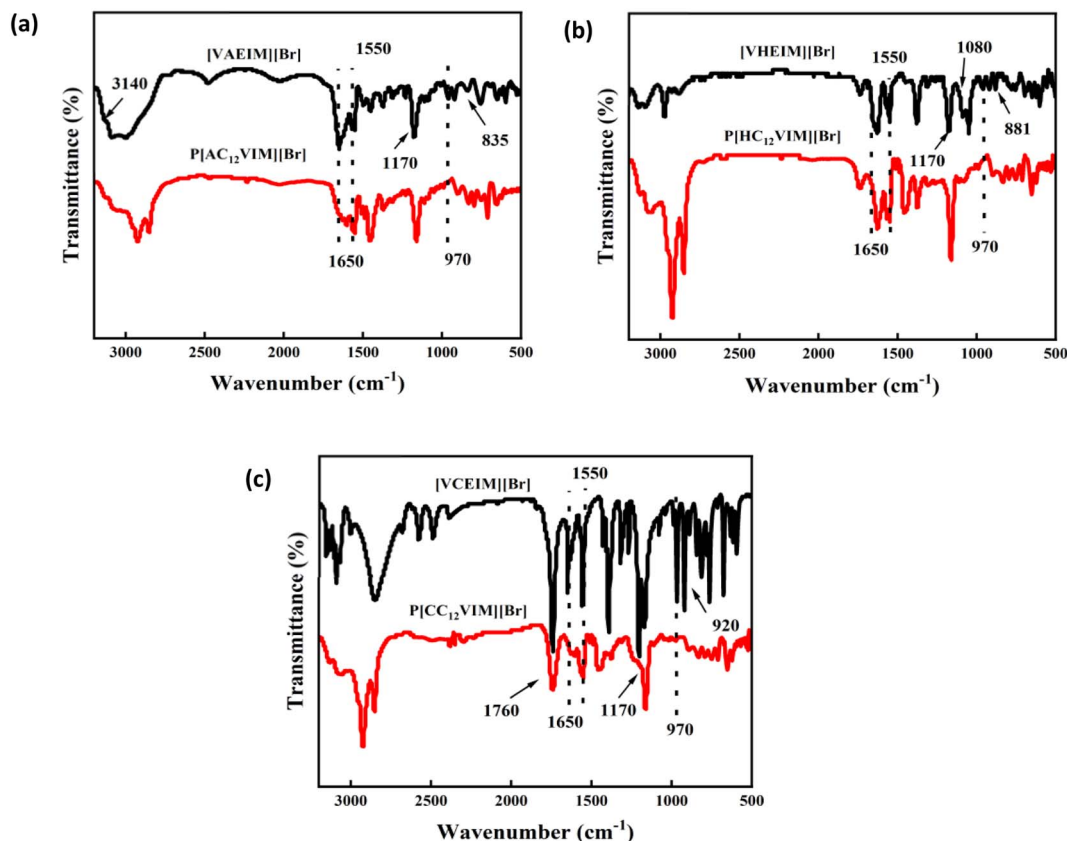 (a)
[VAEIM][Br]
1550
3140
1170
835
P[AC₁₂VIM][Br]
1650
970
Transmittance (%)
3000
2500
2000
1500
1000
500
Wavenumber (cm⁻¹)
(b)
[VHEIM][Br]
1550
1080
1170
881
P[HC₁₂VIM][Br]
1650
970
Transmittance (%)
3000
2500
2000
1500
1000
500
Wavenumber (cm⁻¹)
(c)
1550
[VCEIM][Br]
920
P[CC₁₂VIM][Br]
1760
1650
1170
970
Transmittance (%)
3000
2500
2000
1500
1000
500
Wavenumber (cm⁻¹)